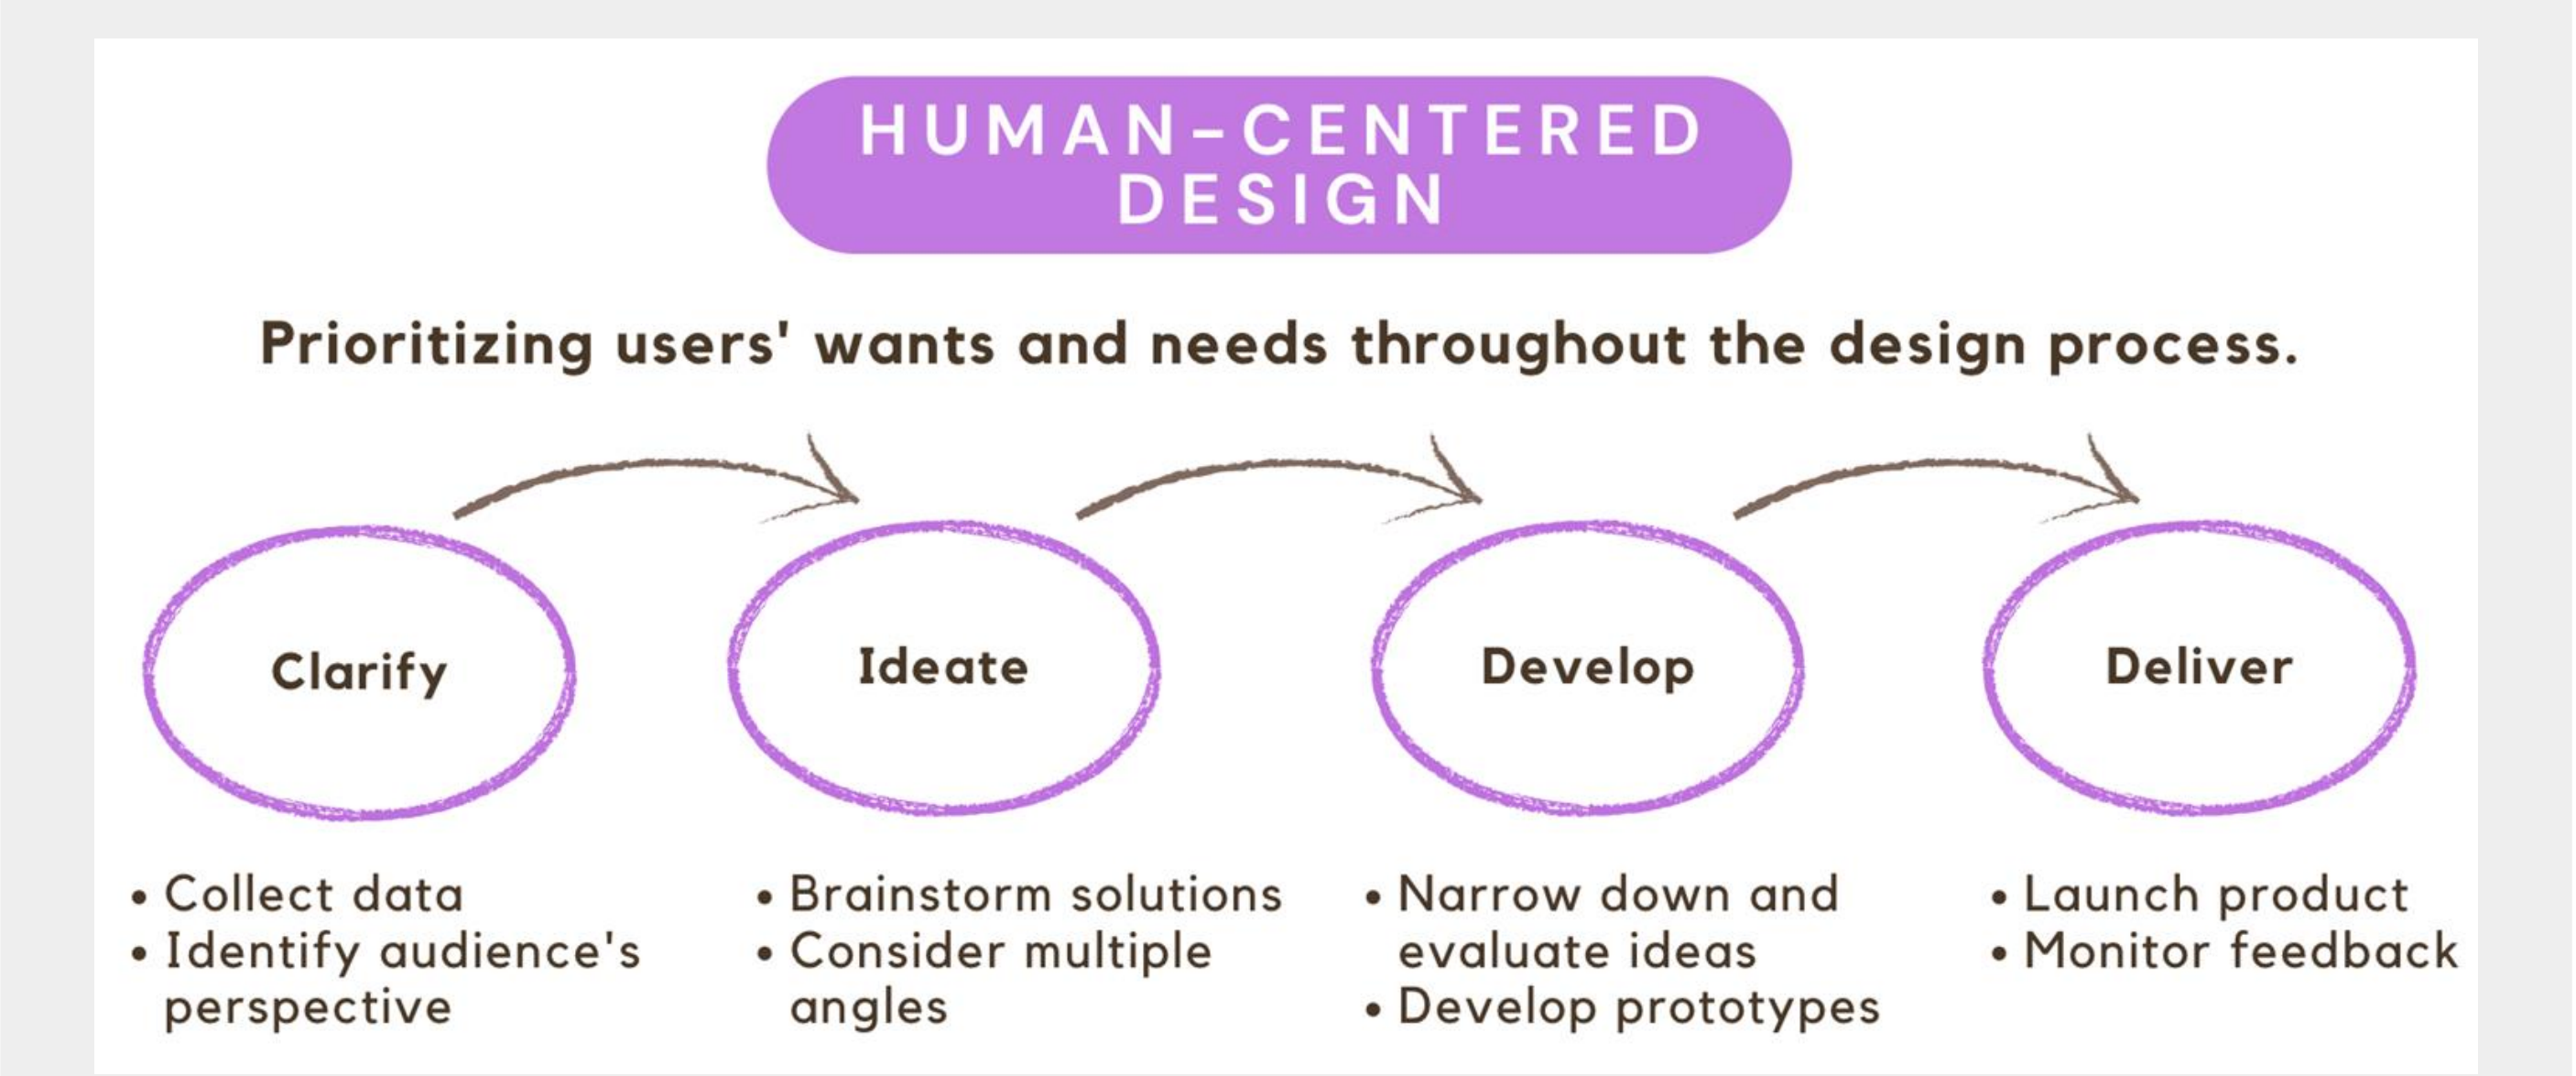 HUMAN-CENTERED
DESIGN
Prioritizing users' wants and needs throughout the design process.
Clarify
Ideate
Develop
Deliver
• Collect data
• Identify audience's
perspective
• Brainstorm solutions
• Consider multiple
angles
• Narrow down and
evaluate ideas
• Develop prototypes
• Launch product
• Monitor feedback